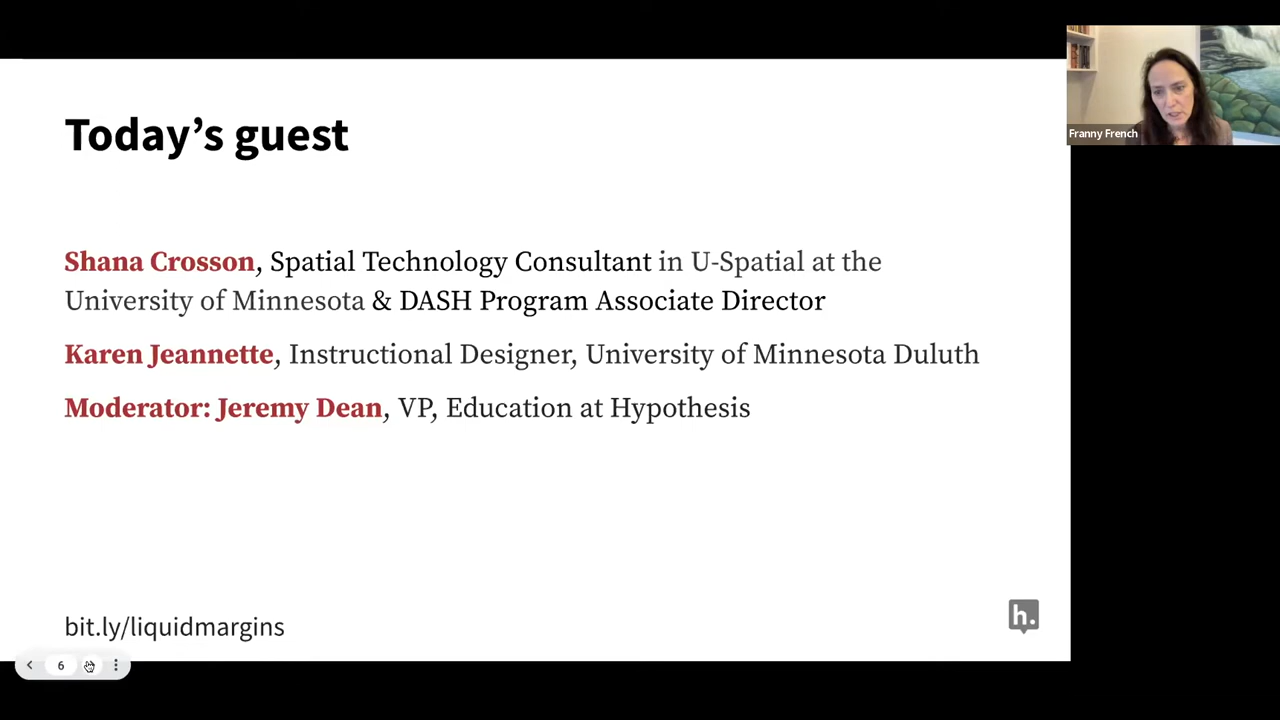 Today’s guest
Franny French
Shana Crosson, Spatial Technology Consultant in U-Spatial at the
University of Minnesota & DASH Program Associate Director
Karen Jeannette, Instructional Designer, University of Minnesota Duluth
Moderator: Jeremy Dean, VP, Education at Hypothesis
bit.ly/liquidmargins
h.
6